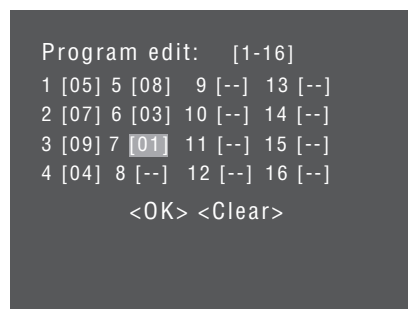 Program edit: [1-16]
1 [05] 5 [08] 9 [--] 13 [--]
2 [07] 6 [03] 10 [--] 14 [--]
3 [09] 7 [01] 11 [--] 15 [--]
4 [04] 8 [--] 12 [--] 16 [--]
<OK> <Clear>